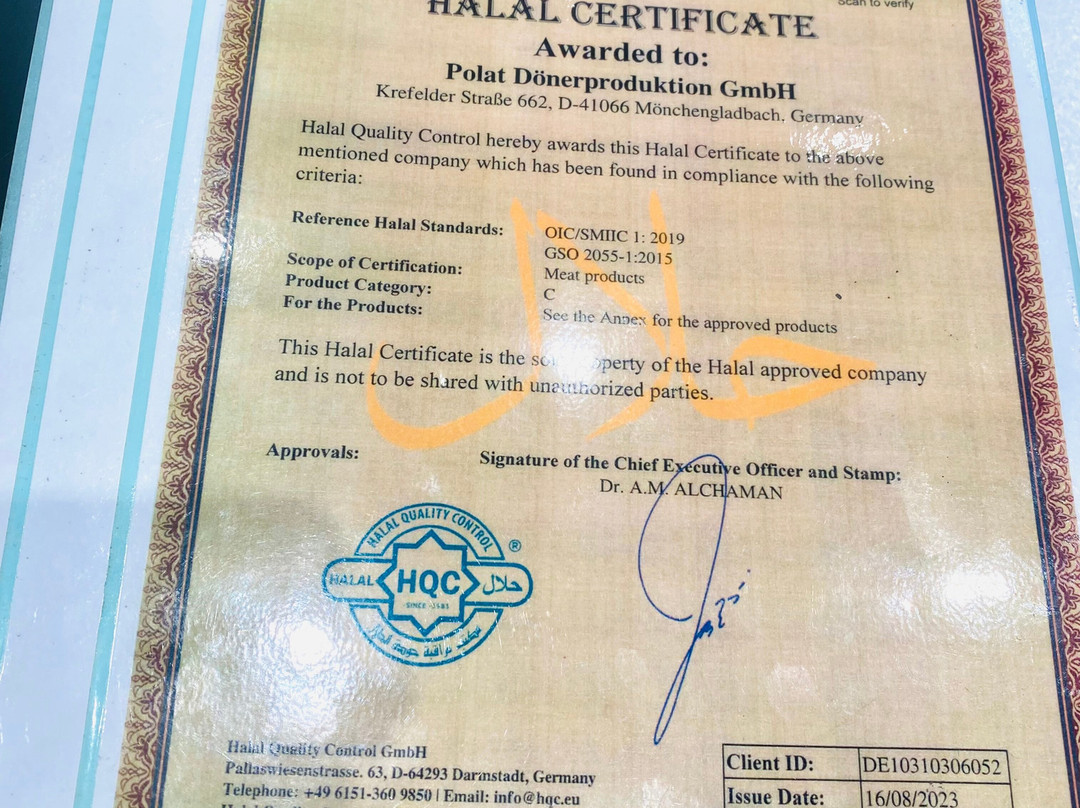 Scan to verify
HALAL CERTIFICATE
Awarded to:
Polat Dönerproduktion GmbH
Krefelder Straße 662, D-41066 Mönchengladbach, Germany
Halal Quality Control hereby awards this Halal Certificate to the above
mentioned company which has been found in compliance with the following
criteria:
Reference Halal Standards: OIC/SMIIC 1: 2019
GSO 2055-1:2015
Scope of Certification: Meat products
Product Category: C
For the Products: See the Annex for the approved products
حلال
This Halal Certificate is the property of the Halal approved company
and is not to be shared with unauthorized parties.
Approvals:
Signature of the Chief Executive Officer and Stamp:
Dr. A.M. ALCHAMAN
HALAL QUALITY CONTROL ®
HALAL HQC حلال
SINCE
Halal Quality Control GmbH
Pallaswiesenstrasse. 63, D-64293 Darmstadt, Germany
Telephone: +49 6151-360 9850 | Email: info@hqc.eu
Client ID: DE10310306052
Issue Date: 16/08/2023